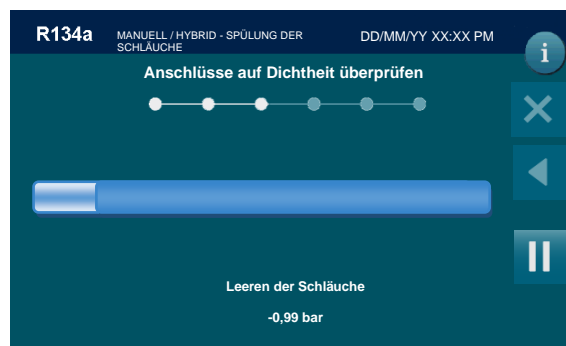 R134a
MANUELL / HYBRID - SPÜLUNG DER
SCHLÄUCHE
DD/MM/YY XX:XX PM
i
Anschlüsse auf Dichtheit überprüfen
Leeren der Schläuche
-0,99 bar